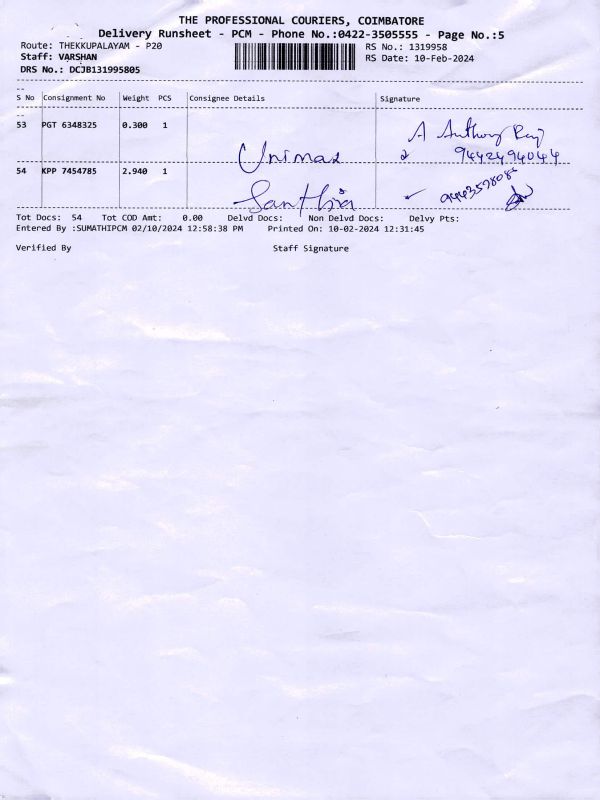 THE PROFESSIONAL COURIERS, COIMBATORE
Delivery Runsheet - PCM - Phone No.:0422-3505555 - Page No.:5
Route: THEKKUPALAYAM - P20
RS No.: 1319958
Staff: VARSHAN
RS Date: 10-Feb-2024
DRS No.: DCJB131995805
S No Consignment No Weight PCS Consignee Details Signature
53 PGT 6348325 0.300 1 Unimax A Anthony Raj
9442494044
54 KPP 7454785 2.940 1 Santhia
Tot Docs: 54 Tot COD Amt: 0.00 Delvd Docs: Non Delvd Docs: Delvy Pts:
Entered By :SUMATHIPCM 02/10/2024 12:58:38 PM Printed On: 10-02-2024 12:31:45
Verified By Staff Signature